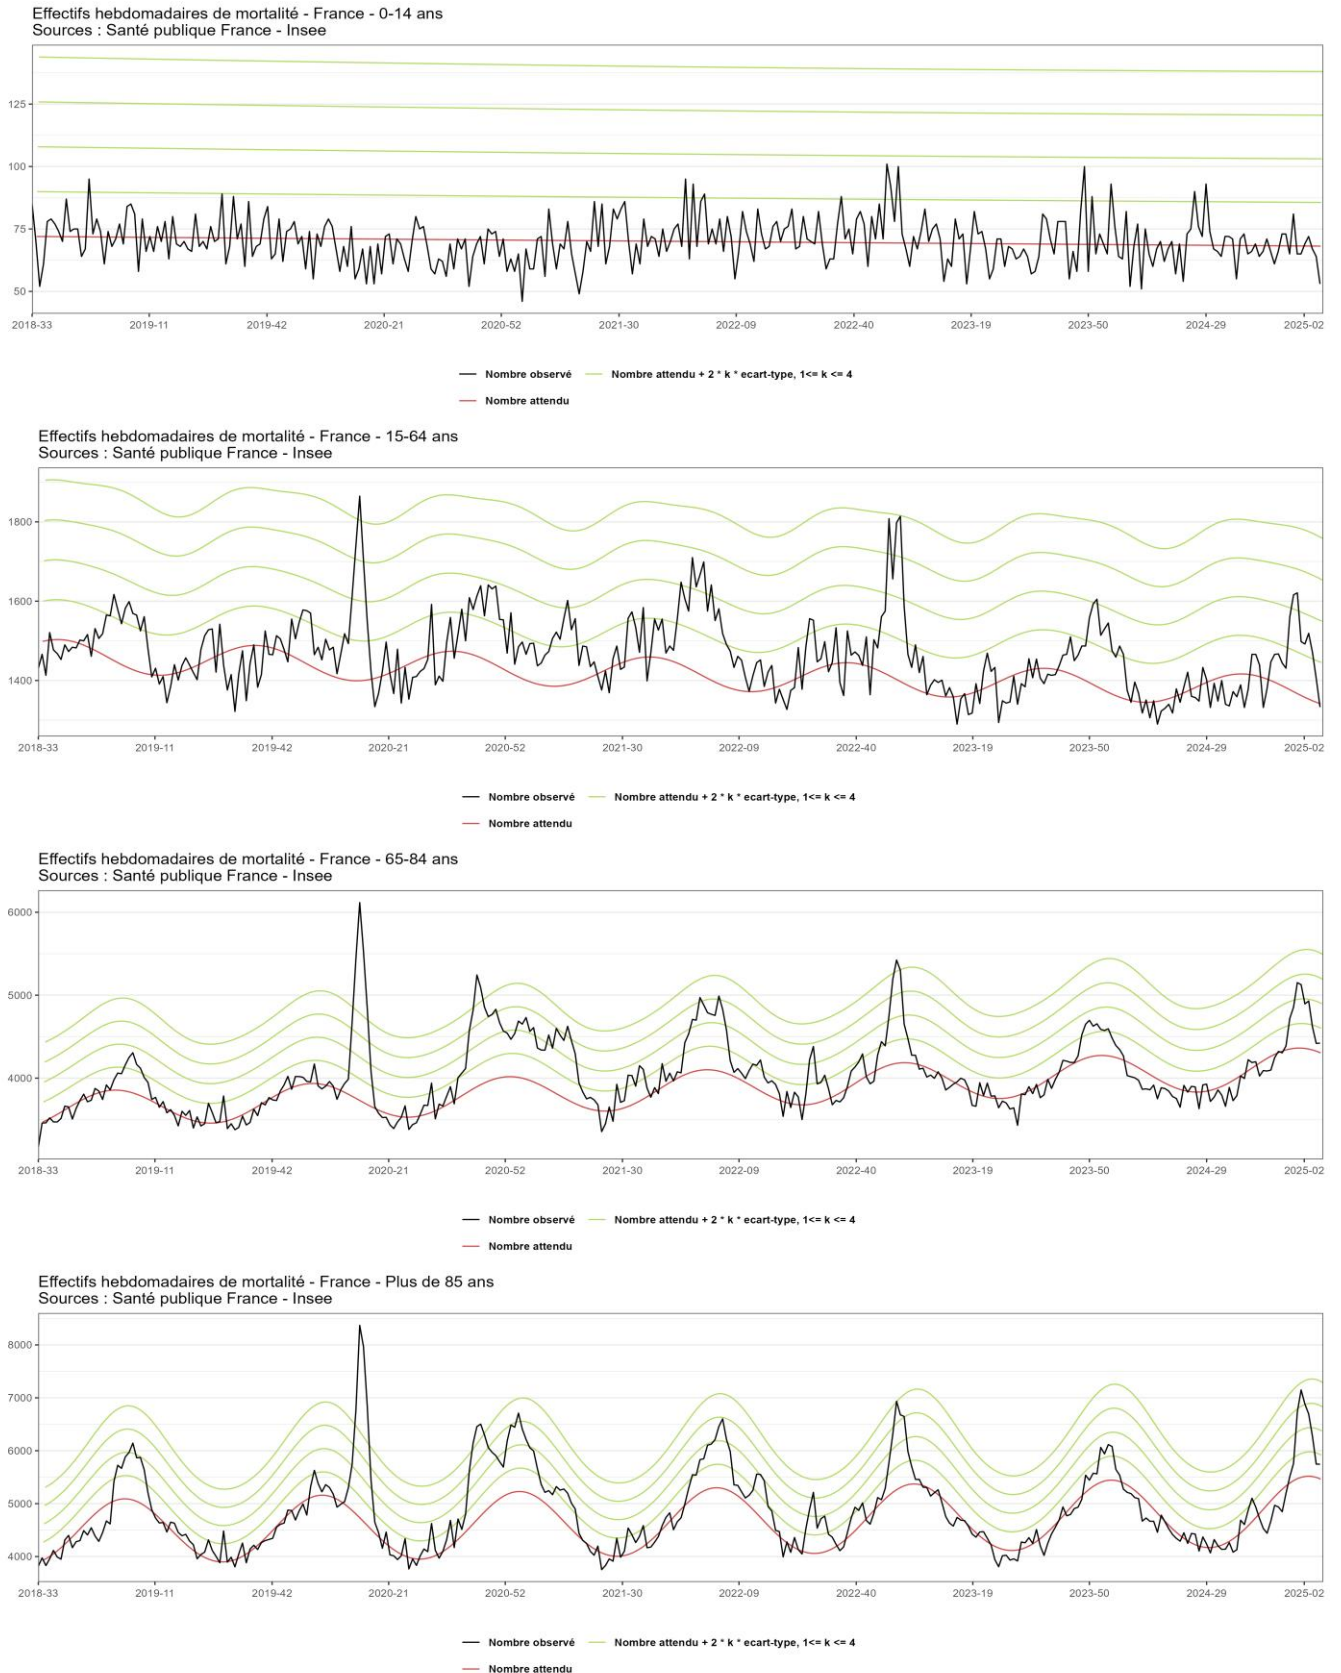 Effectifs hebdomadaires de mortalité - France - 0-14 ans
Sources : Santé publique France - Insee
125
100
75
50
2018-33 2019-11 2019-42 2020-21 2020-52 2021-30 2022-09 2022-40 2023-19 2023-50 2024-29 2025-02
Nombre observé Nombre attendu + 2 * k * ecart-type, 1<= k <= 4
Nombre attendu
Effectifs hebdomadaires de mortalité - France - 15-64 ans
Sources : Santé publique France - Insee
1800
1600
1400
2018-33 2019-11 2019-42 2020-21 2020-52 2021-30 2022-09 2022-40 2023-19 2023-50 2024-29 2025-02
Nombre observé Nombre attendu + 2 * k * ecart-type, 1<= k <= 4
Nombre attendu
Effectifs hebdomadaires de mortalité - France - 65-84 ans
Sources : Santé publique France - Insee
6000
5000
4000
2018-33 2019-11 2019-42 2020-21 2020-52 2021-30 2022-09 2022-40 2023-19 2023-50 2024-29 2025-02
Nombre observé Nombre attendu + 2 * k * ecart-type, 1<= k <= 4
Nombre attendu
Effectifs hebdomadaires de mortalité - France - Plus de 85 ans
Sources : Santé publique France - Insee
8000
7000
6000
5000
4000
2018-33 2019-11 2019-42 2020-21 2020-52 2021-30 2022-09 2022-40 2023-19 2023-50 2024-29 2025-02
Nombre observé Nombre attendu + 2 * k * ecart-type, 1<= k <= 4
Nombre attendu